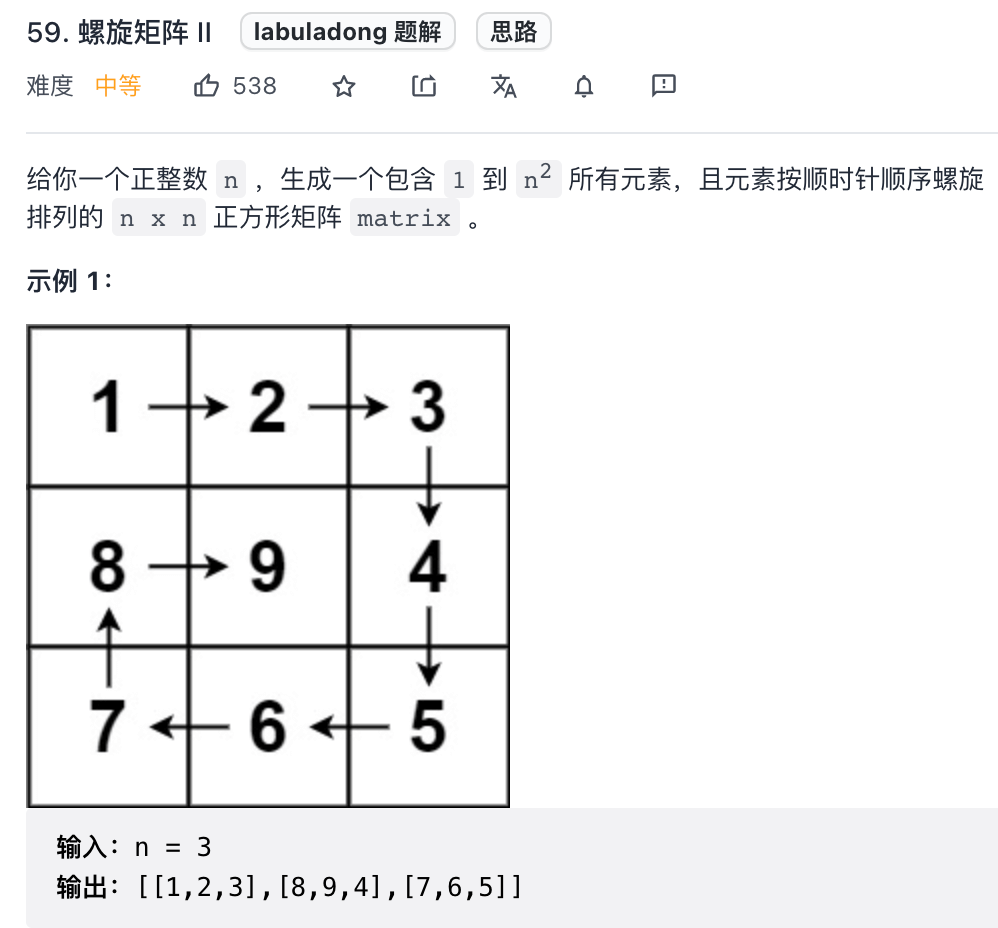 59. 螺旋矩阵 II labuladong 题解 思路
难度 中等 538
给你一个正整数 n ，生成一个包含 1 到 n² 所有元素，且元素按顺时针顺序螺旋
排列的 n x n 正方形矩阵 matrix 。
示例 1：
1 2 3
8 9 4
7 6 5
输入：n = 3
输出：[[1,2,3],[8,9,4],[7,6,5]]